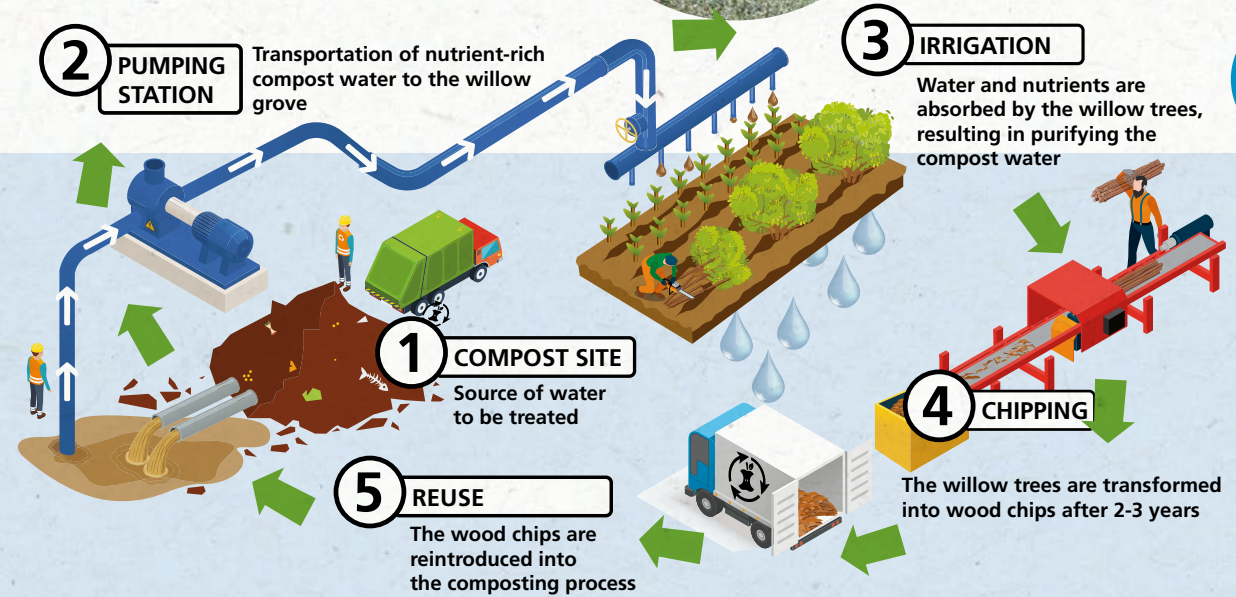 1
COMPOST SITE
Source of water
to be treated
2
PUMPING
STATION
Transportation of nutrient-rich
compost water to the willow
grove
3
IRRIGATION
Water and nutrients are
absorbed by the willow trees,
resulting in purifying the
compost water
4
CHIPPING
The willow trees are transformed
into wood chips after 2-3 years
5
REUSE
The wood chips are
reintroduced into
the composting process